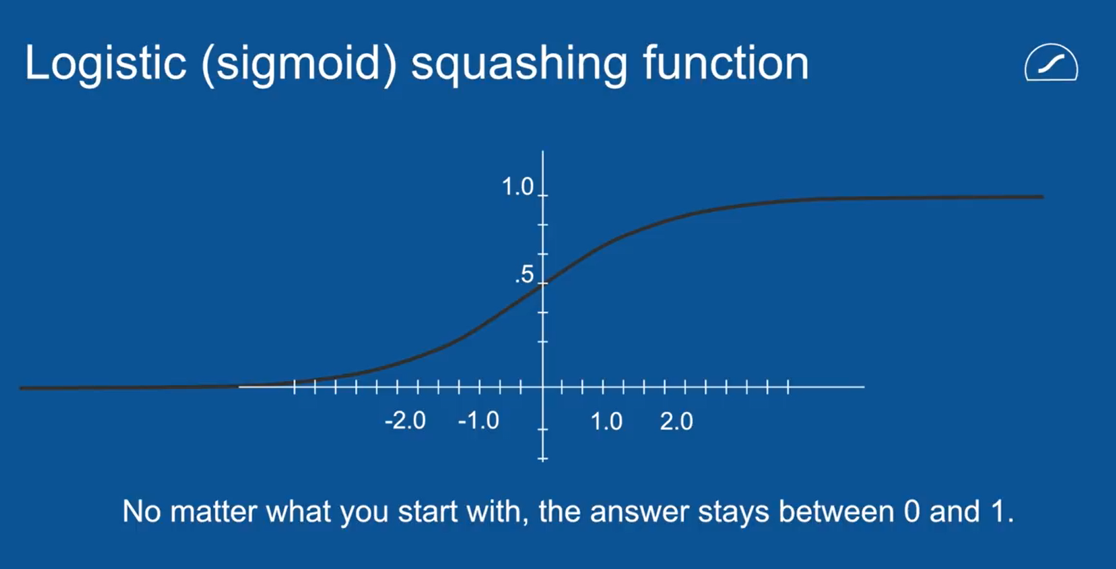 Logistic (sigmoid) squashing function
1.0
.5
-2.0 -1.0 1.0 2.0
No matter what you start with, the answer stays between 0 and 1.